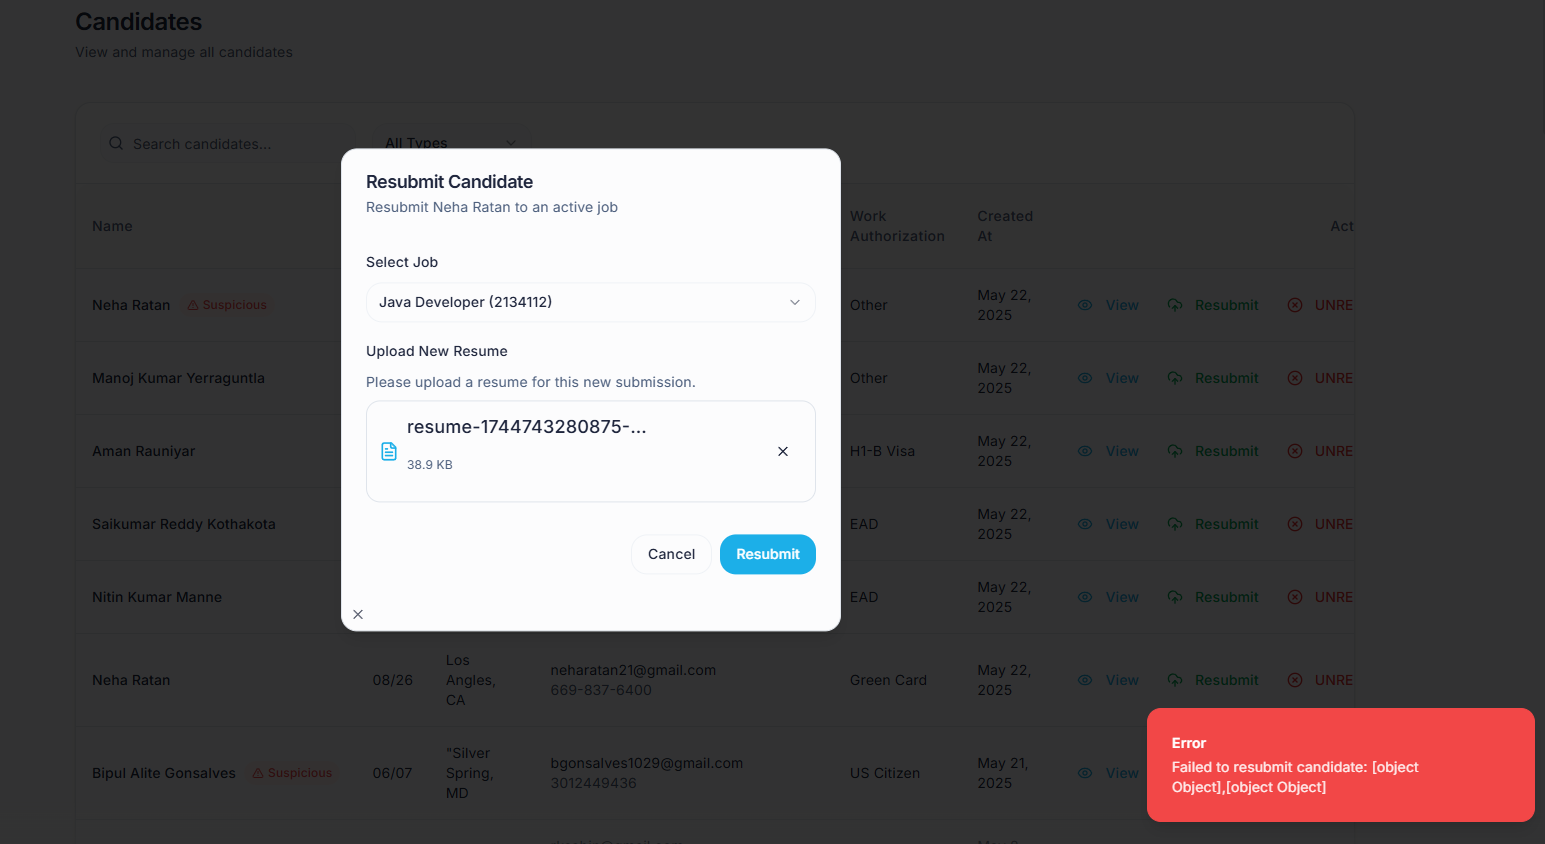 Candidates
View and manage all candidates
Search candidates...
All Types
Name
Work
Authorization
Created
At
Act
Neha Ratan
Suspicious
Other
May 22,
2025
View
Resubmit
UNRE
Manoj Kumar Yerraguntla
Other
May 22,
2025
View
Resubmit
UNRE
Aman Rauniyar
H1-B Visa
May 22,
2025
View
Resubmit
UNRE
Saikumar Reddy Kothakota
EAD
May 22,
2025
View
Resubmit
UNRE
Nitin Kumar Manne
EAD
May 22,
2025
View
Resubmit
UNRE
Neha Ratan
08/26
Los
Angles,
CA
neharatan21@gmail.com
669-837-6400
Green Card
May 22,
2025
View
Resubmit
UNRE
Bipul Alite Gonsalves
Suspicious
06/07
"Silver
Spring,
MD
bgonsalves1029@gmail.com
3012449436
US Citizen
May 21,
2025
View
Resubmit Candidate
Resubmit Neha Ratan to an active job
Select Job
Java Developer (2134112)
Upload New Resume
Please upload a resume for this new submission.
resume-1744743280875-...
38.9 KB
Cancel
Resubmit
Error
Failed to resubmit candidate: [object
Object],[object Object]